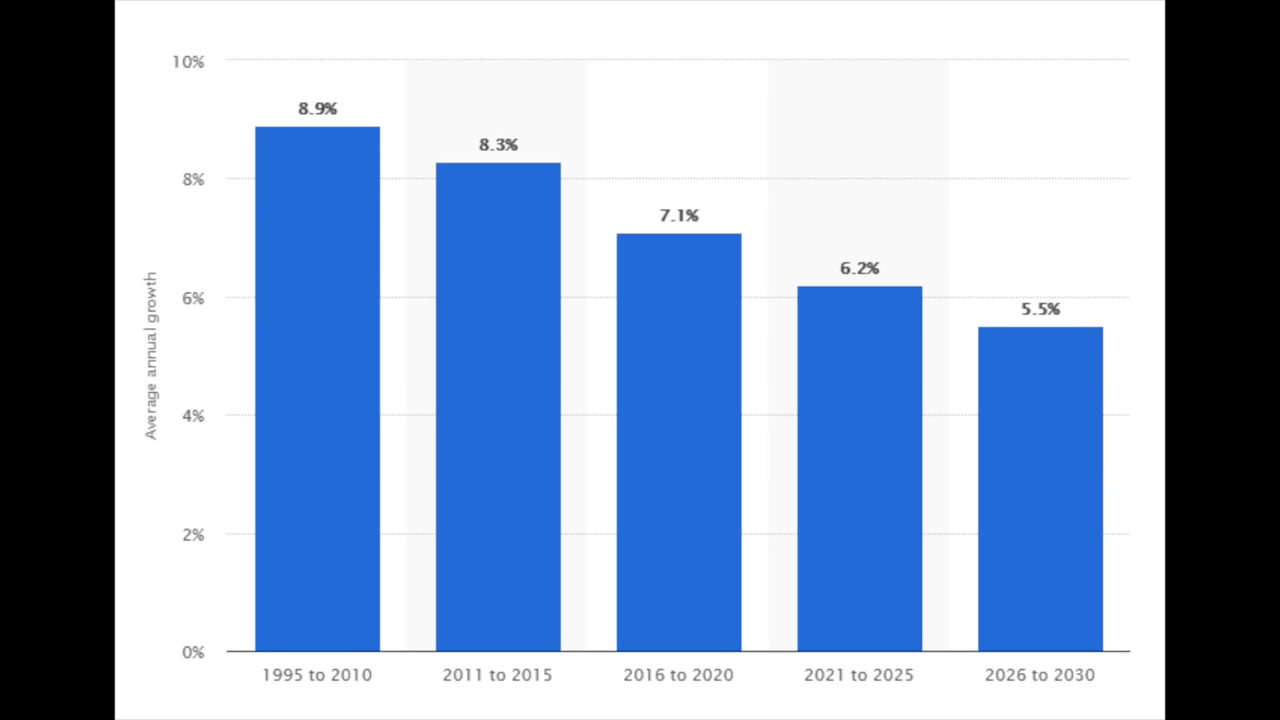 10%
8%
6%
4%
2%
0%
Average annual growth
8.9%
8.3%
7.1%
6.2%
5.5%
1995 to 2010
2011 to 2015
2016 to 2020
2021 to 2025
2026 to 2030